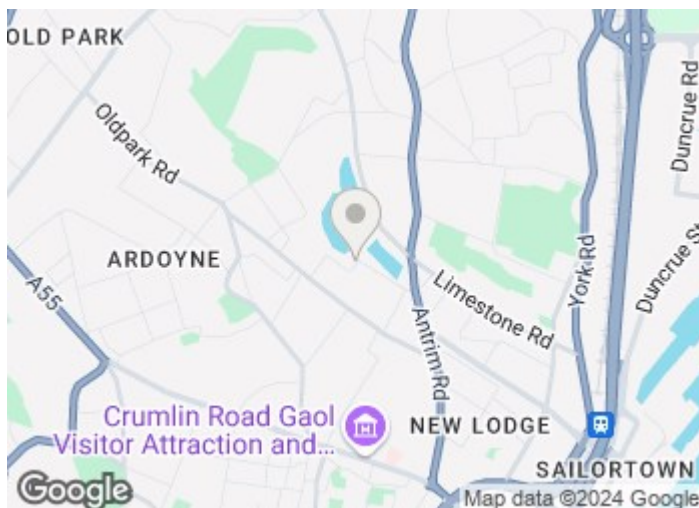 OLD PARK
Oldpark Rd
Duncrue Rd
ARDOYNE
A55
Limestone Rd
York Rd
Duncrue St
Antrim Rd
Crumlin Road Gaol
Visitor Attraction and...
NEW LODGE
SAILORTOWN
Google
Map data ©2024 Google